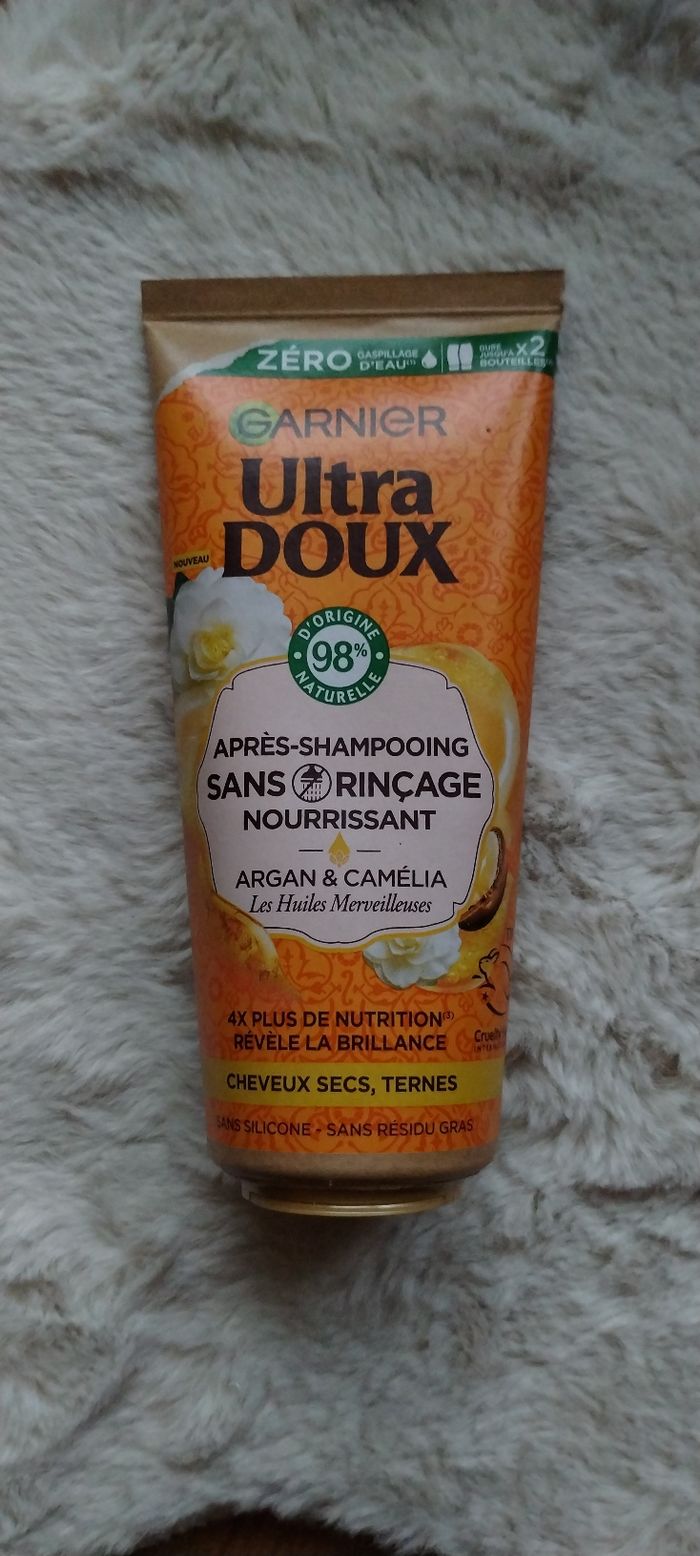 ZÉRO GASPILLAGE D'EAU(1) DURE JUSQU'À X2 BOUTEILLES
GARNIER
Ultra
DOUX
NOUVEAU
D'ORIGINE
98%
NATURELLE
APRÈS-SHAMPOOING
SANS RINÇAGE
NOURRISSANT
ARGAN & CAMÉLIA
Les Huiles Merveilleuses
4X PLUS DE NUTRITION(3)
RÉVÈLE LA BRILLANCE
CHEVEUX SECS, TERNES
SANS SILICONE - SANS RÉSIDU GRAS